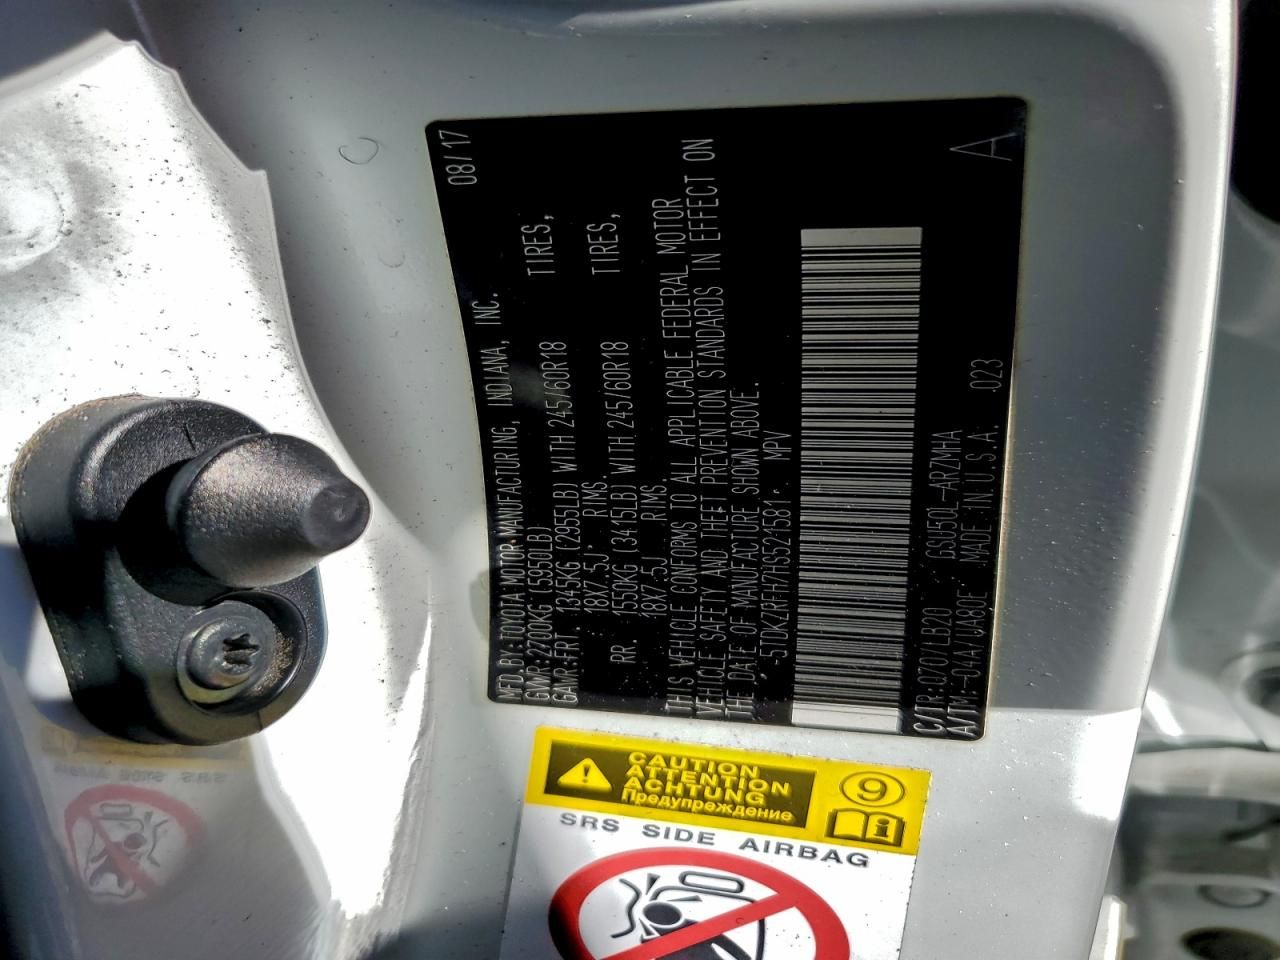 MFD.BY:TOYOTA MOTOR MANUFACTURING, INDIANA, INC. 08/17
GVWR:2700KG (5950LB)
GAWR:FRT 1345KG (2955LB) WITH 245/60R18 TIRES,
18X7.5J, RIMS,
RR 1550KG (3415LB) WITH 245/60R18 TIRES,
18X7.5J RIMS,
THIS VEHICLE CONFORMS TO ALL APPLICABLE FEDERAL MOTOR
VEHICLE SAFETY AND THEFT PREVENTION STANDARDS IN EFFECT ON
THE DATE OF MANUFACTURE SHOWN ABOVE.
5TDKZRFH7HS521581 MPV
A
C/TR:070/LB20 GSU50L-ARZMHA
A/TM:-04A/UA80E MADE IN U.S.A. 023
CAUTION
ATTENTION
ACHTUNG
Предупреждение
9
i
SRS SIDE AIRBAG